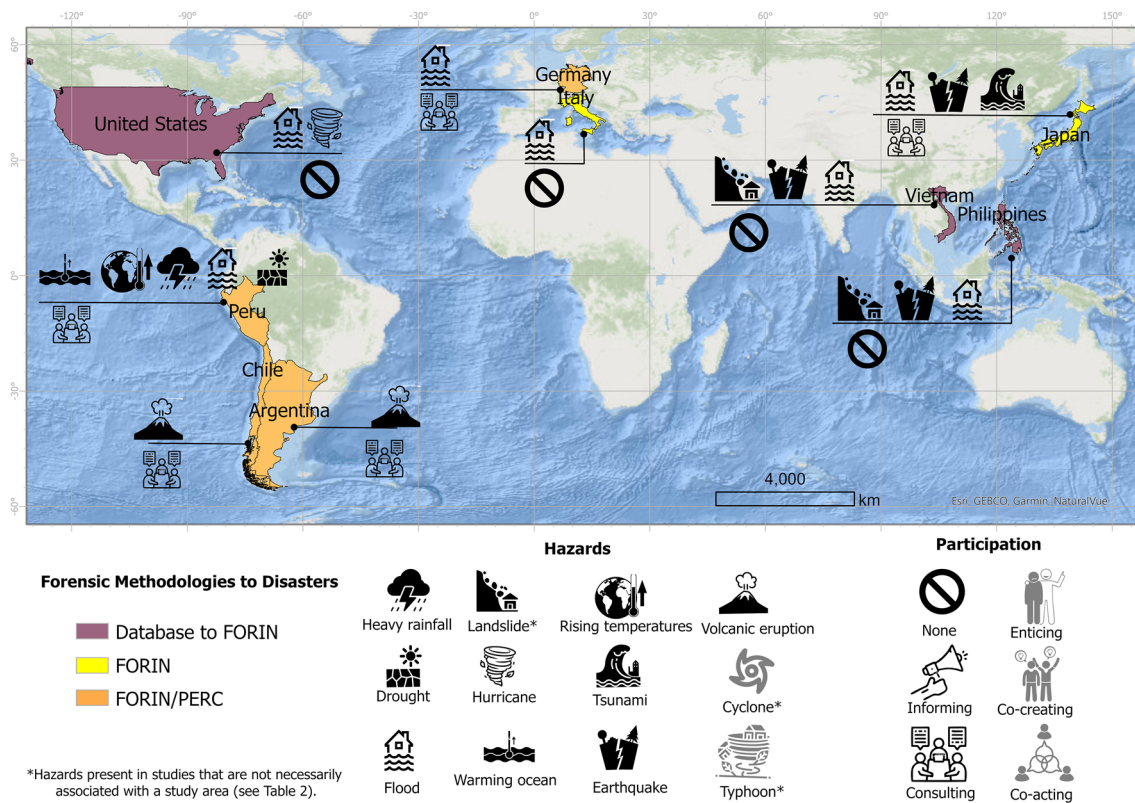 -120° -90° -60° -30° 0° 30° 60° 90° 120° 150°
60°
30°
0°
-30°
-60°
Germany
Italy
United States
Japan
Vietnam
Philippines
Peru
Chile
Argentina
4,000
km
Esri, GEBCO, Garmin, NaturalVue
Forensic Methodologies to Disasters
Database to FORIN
FORIN
FORIN/PERC
*Hazards present in studies that are not necessarily
associated with a study area (see Table 2).
Hazards
Heavy rainfall
Landslide*
Rising temperatures
Volcanic eruption
Drought
Hurricane
Tsunami
Cyclone*
Flood
Warming ocean
Earthquake
Typhoon*
Participation
None
Enticing
Informing
Co-creating
Consulting
Co-acting